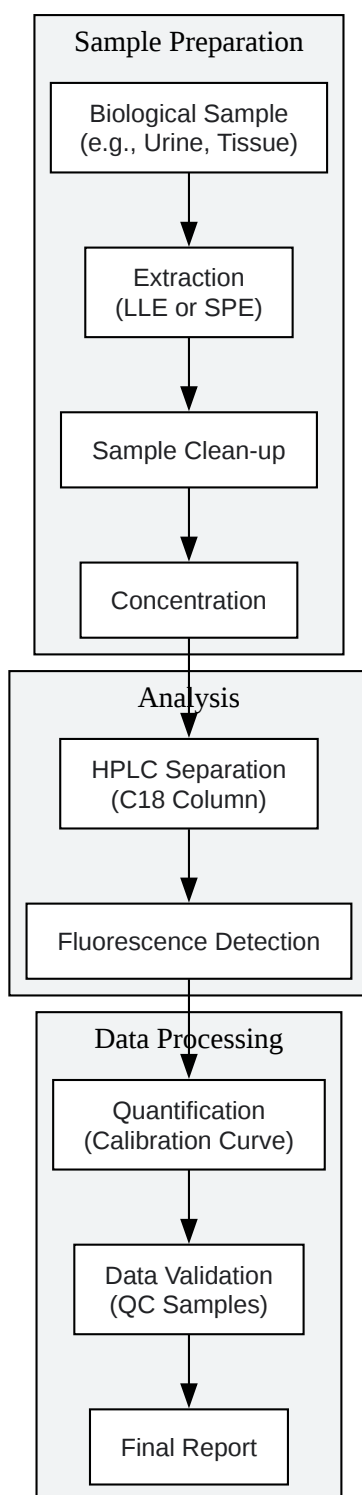 Sample Preparation
Biological Sample
(e.g., Urine, Tissue)
Extraction
(LLE or SPE)
Sample Clean-up
Concentration
Analysis
HPLC Separation
(C18 Column)
Fluorescence Detection
Data Processing
Quantification
(Calibration Curve)
Data Validation
(QC Samples)
Final Report